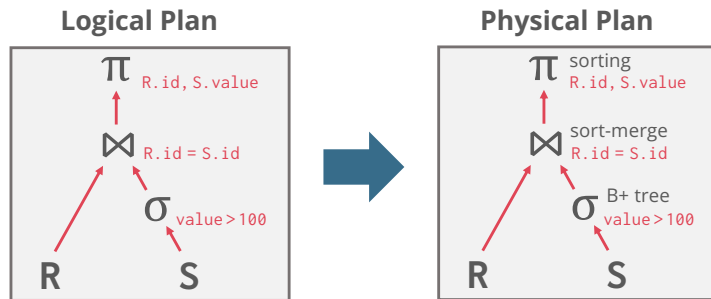 Logical Plan
π
R.id, S.value
⋈
R.id = S.id
σ
value > 100
R
S
Physical Plan
π sorting
R.id, S.value
⋈ sort-merge
R.id = S.id
σ B+ tree
value > 100
R
S